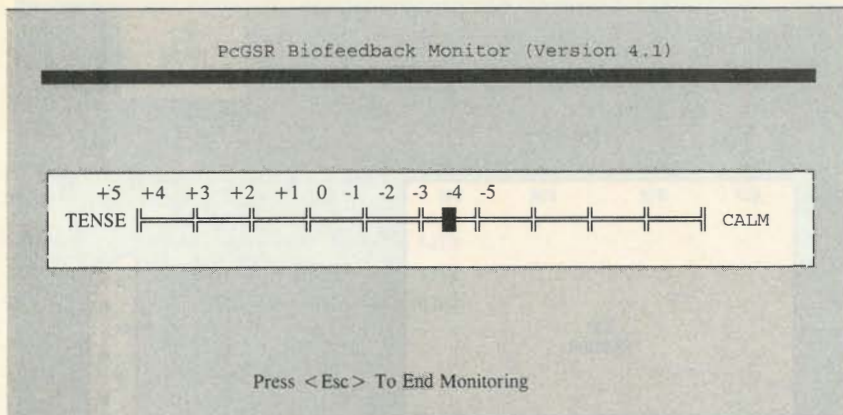 PcGSR Biofeedback Monitor (Version 4.1)
+5 +4 +3 +2 +1 0 -1 -2 -3 -4 -5
TENSE CALM
Press <Esc> To End Monitoring